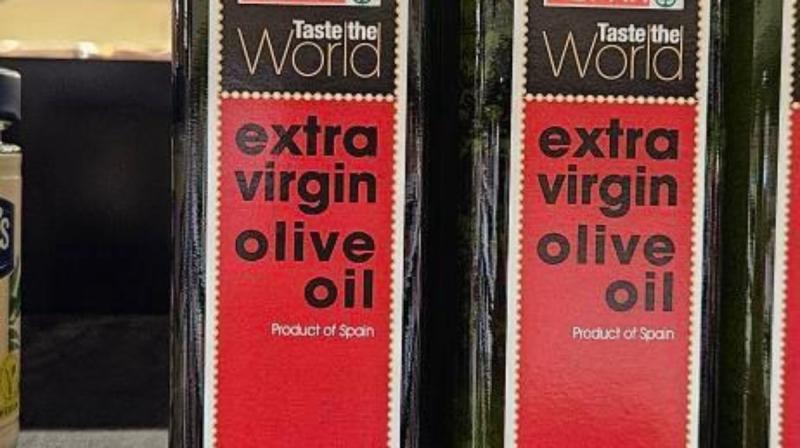 Taste the
World
extra
virgin
olive
oil
Product of Spain
Taste the
World
extra
virgin
olive
oil
Product of Spain